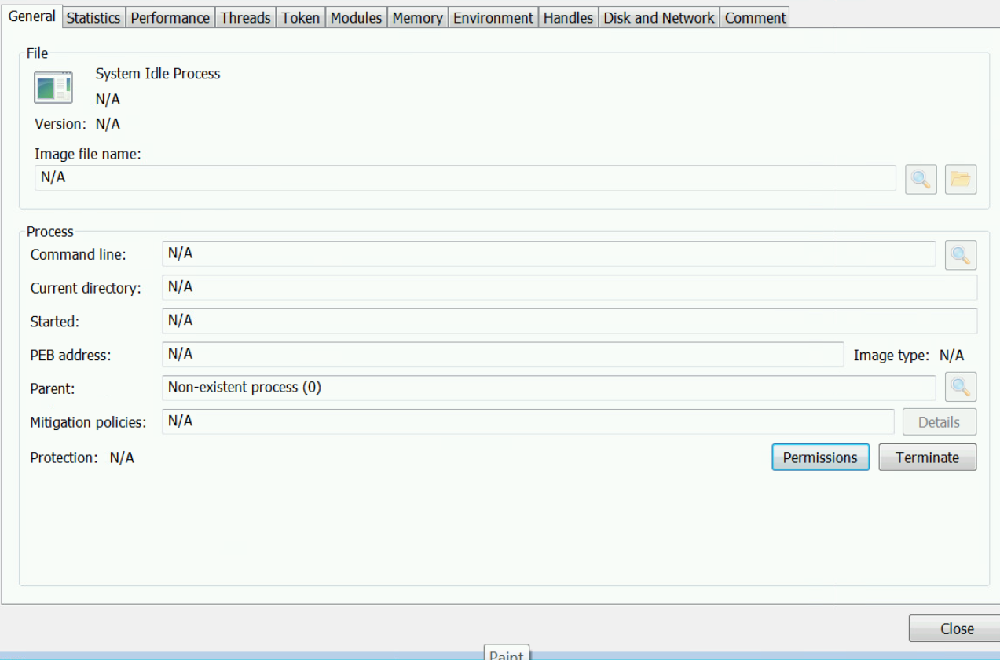 General Statistics Performance Threads Token Modules Memory Environment Handles Disk and Network Comment
File
System Idle Process
N/A
Version: N/A
Image file name:
N/A
Process
Command line: N/A
Current directory: N/A
Started: N/A
PEB address: N/A Image type: N/A
Parent: Non-existent process (0)
Mitigation policies: N/A Details
Protection: N/A Permissions Terminate
Close
Paint